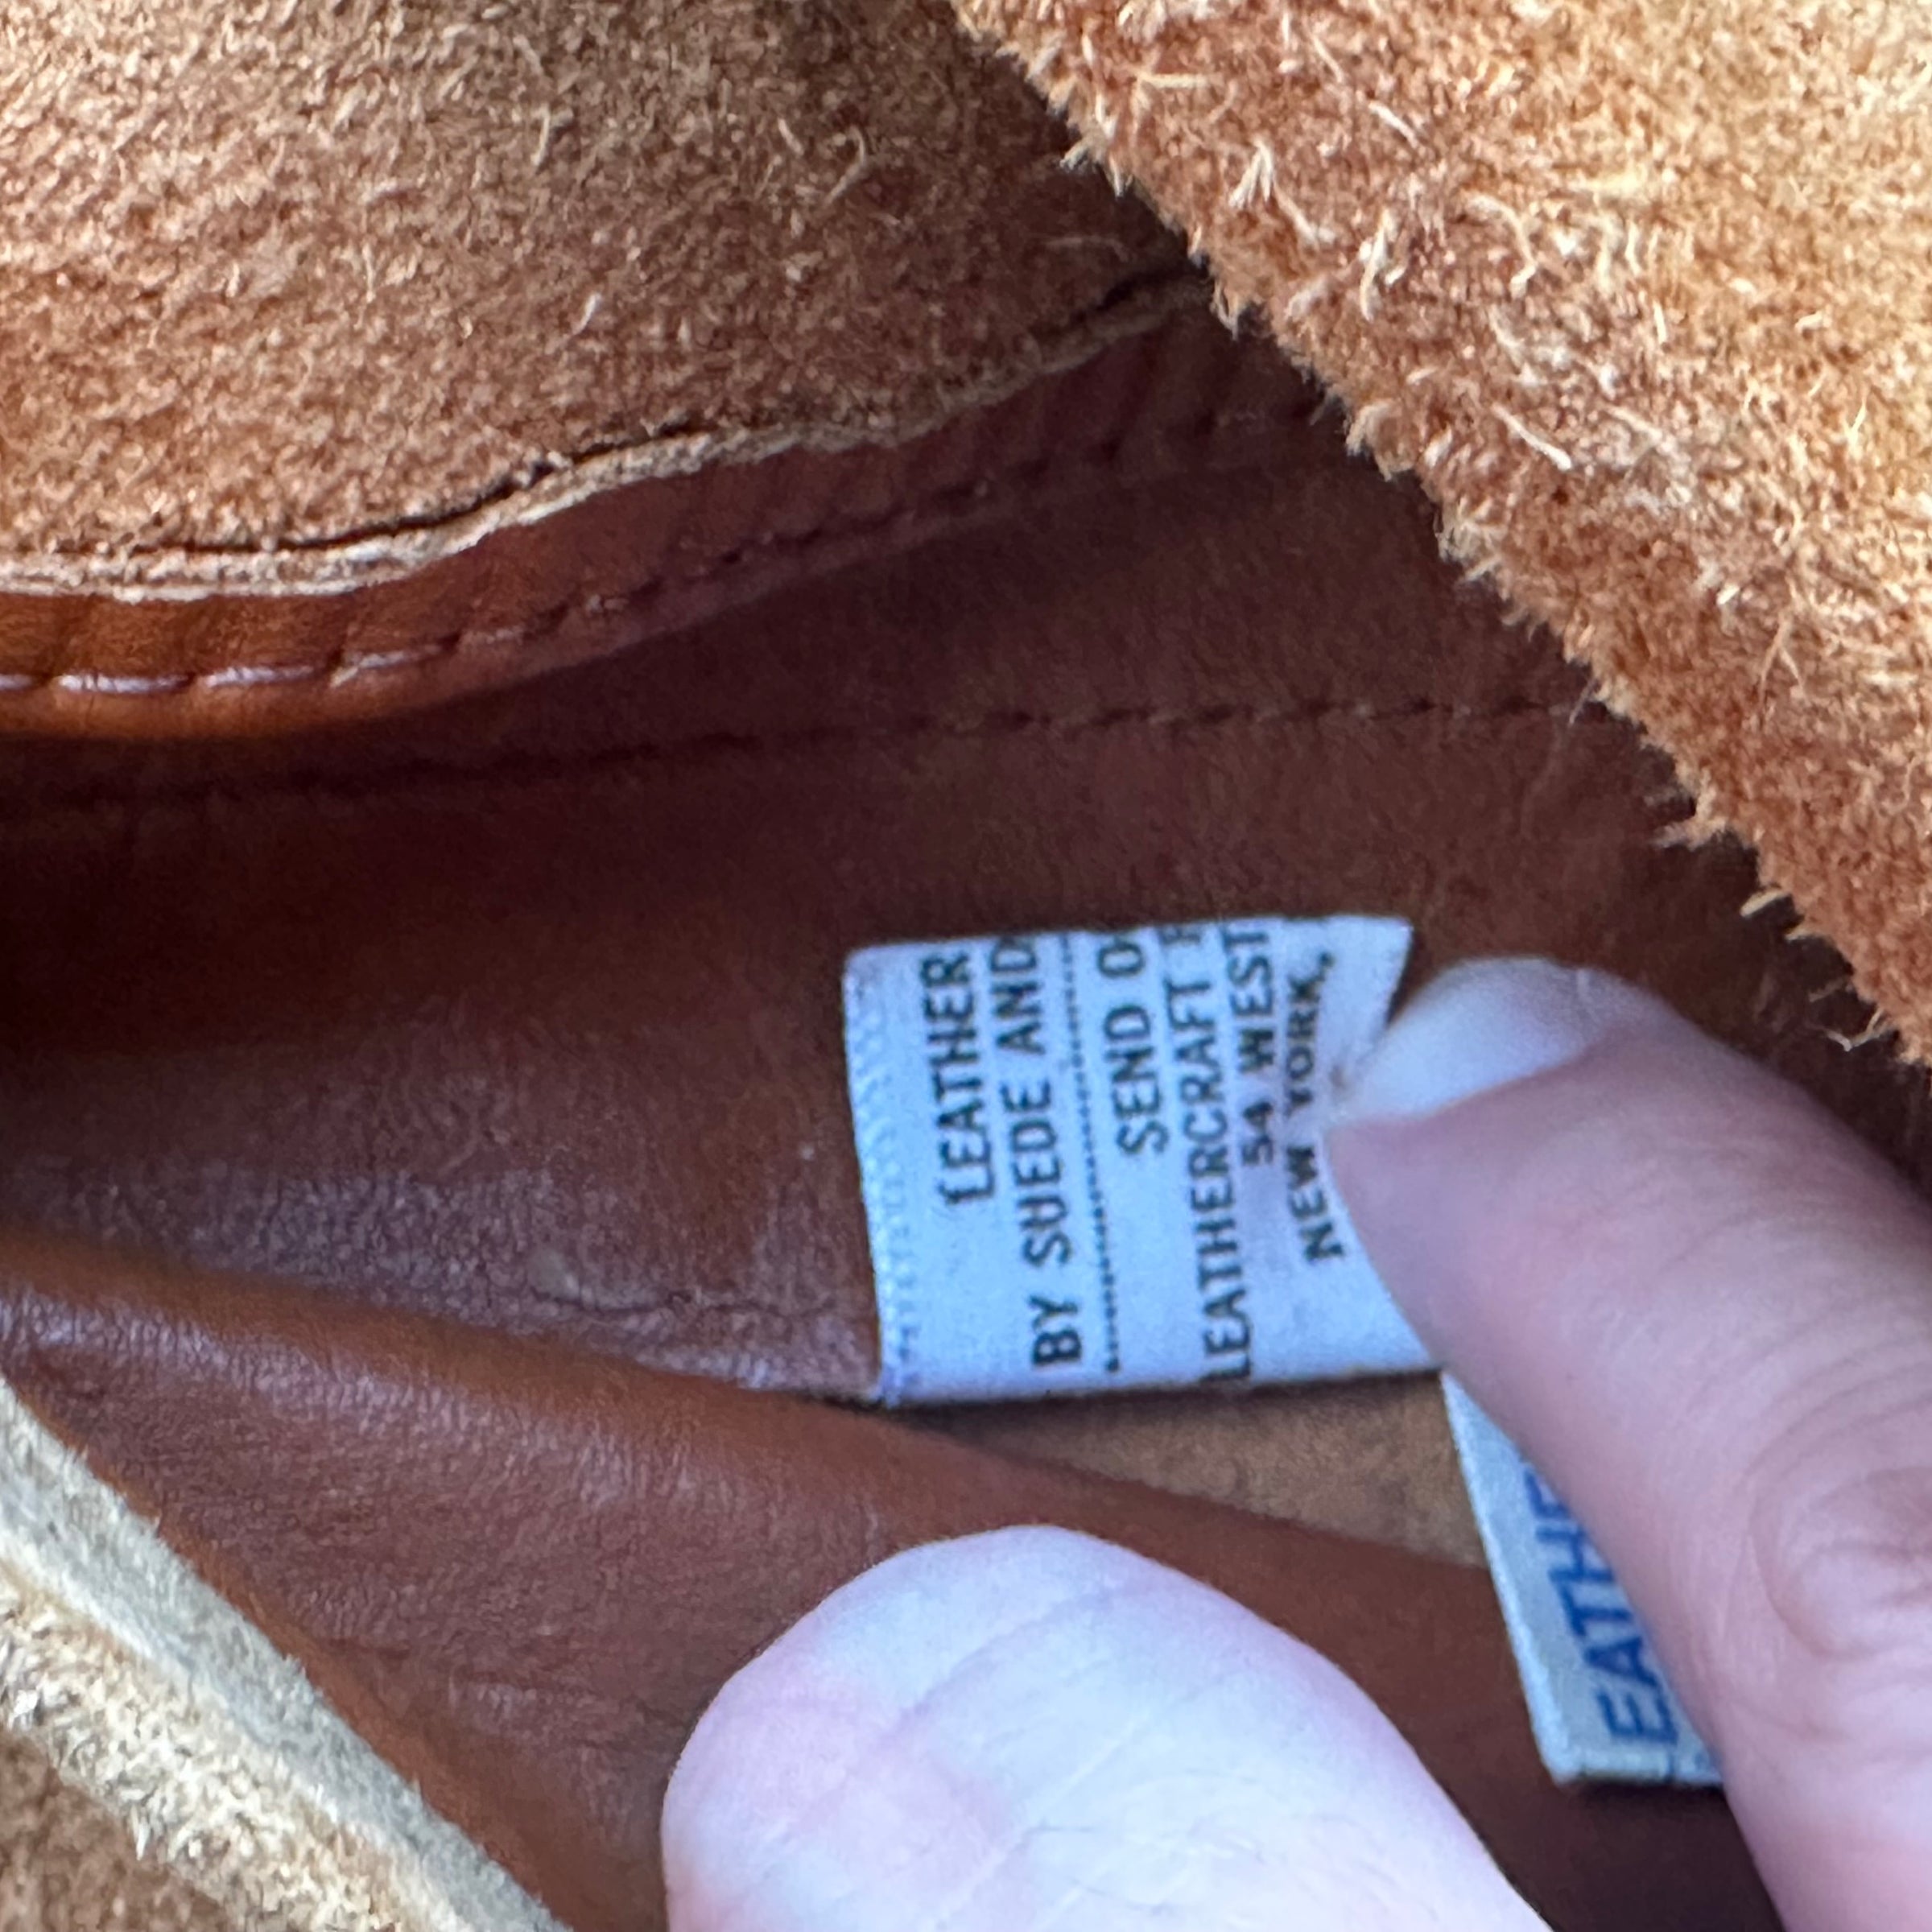 LEATHER
BY SUEDE AND
SEND O
LEATHERCRAFT P
54 WEST
NEW YORK,
EATHE